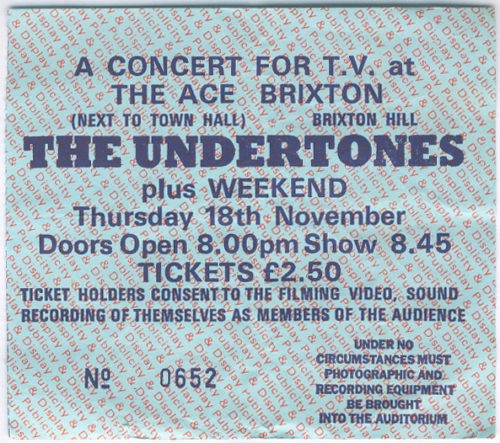 A CONCERT FOR T.V. at
THE ACE BRIXTON
(NEXT TO TOWN HALL) BRIXTON HILL
THE UNDERTONES
plus WEEKEND
Thursday 18th November
Doors Open 8.00pm Show 8.45
TICKETS £2.50
TICKET HOLDERS CONSENT TO THE FILMING VIDEO, SOUND
RECORDING OF THEMSELVES AS MEMBERS OF THE AUDIENCE
Nº 0652
UNDER NO
CIRCUMSTANCES MUST
PHOTOGRAPHIC AND
RECORDING EQUIPMENT
BE BROUGHT
INTO THE AUDITORIUM
Display & Publicity